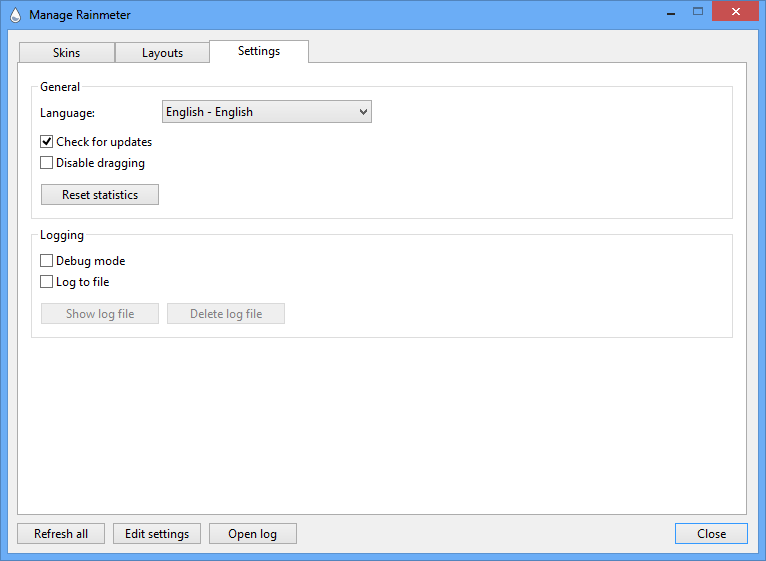 Manage Rainmeter
Skins Layouts Settings
General
Language: English - English
Check for updates
Disable dragging
Reset statistics
Logging
Debug mode
Log to file
Show log file Delete log file
Refresh all Edit settings Open log Close